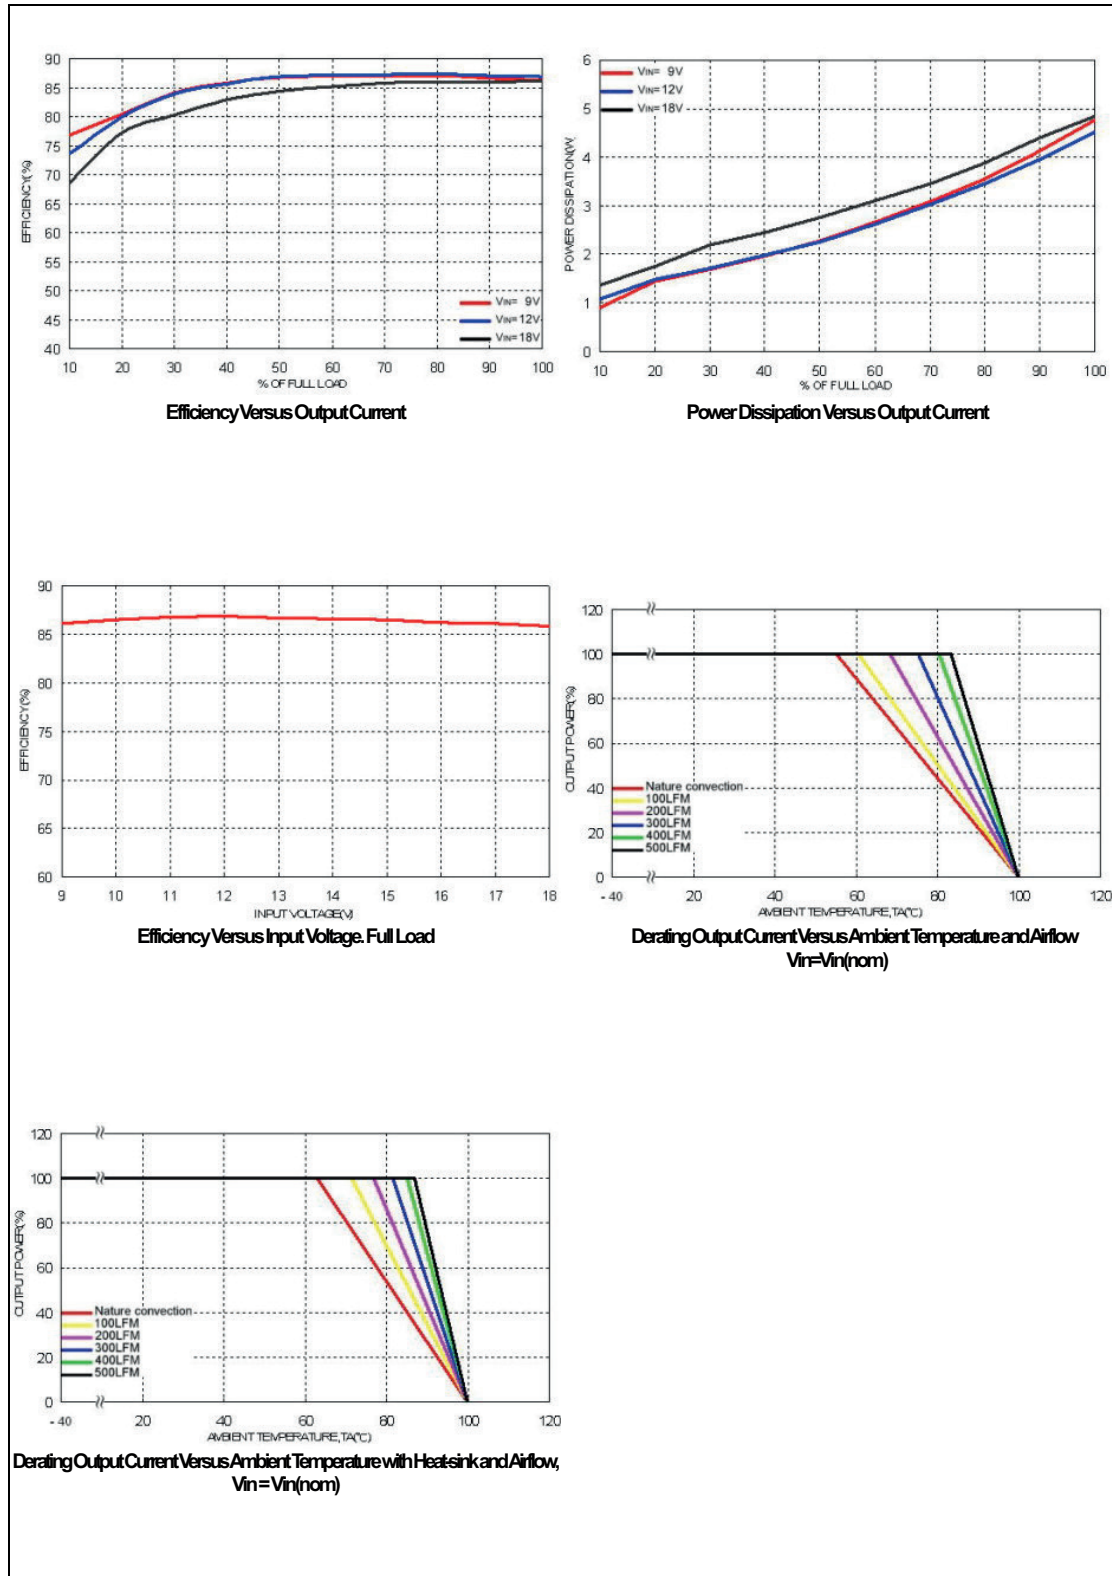 90
85
80
75
70
65
60
55
50
45
40
EFFICIENCY(%)
VIN= 9V
VIN=12V
VIN=18V
10 20 30 40 50 60 70 80 90 100
% OF FULL LOAD
Efficiency Versus Output Current
6
5
4
3
2
1
0
POWER DISSIPATION(W)
VIN= 9V
VIN=12V
VIN=18V
10 20 30 40 50 60 70 80 90 100
% OF FULL LOAD
Power Dissipation Versus Output Current
90
85
80
75
70
65
60
EFFICIENCY(%)
9 10 11 12 13 14 15 16 17 18
INPUT VOLTAGE(V)
Efficiency Versus Input Voltage. Full Load
120
100
80
60
40
20
0
OUTPUT POWER(%)
Nature convection
100LFM
200LFM
300LFM
400LFM
500LFM
-40 20 40 60 80 100 120
AMBIENT TEMPERATURE,TA(°C)
Derating Output Current Versus Ambient Temperature and Airflow
Vin=Vin(nom)
120
100
80
60
40
20
0
OUTPUT POWER(%)
Nature convection
100LFM
200LFM
300LFM
400LFM
500LFM
-40 20 40 60 80 100 120
AMBIENT TEMPERATURE,TA(°C)
Derating Output Current Versus Ambient Temperature with Heat-sink and Airflow,
Vin = Vin(nom)